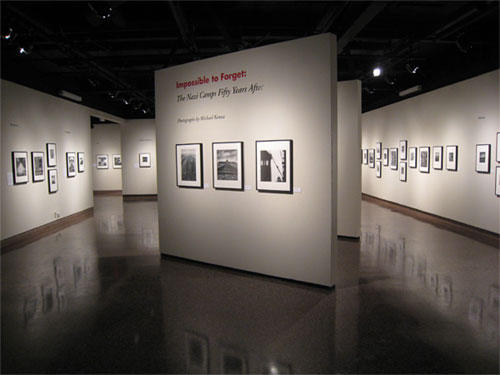 Impossible to Forget:
The Nazi Camps Fifty Years After
Photographs by Michael Kenna